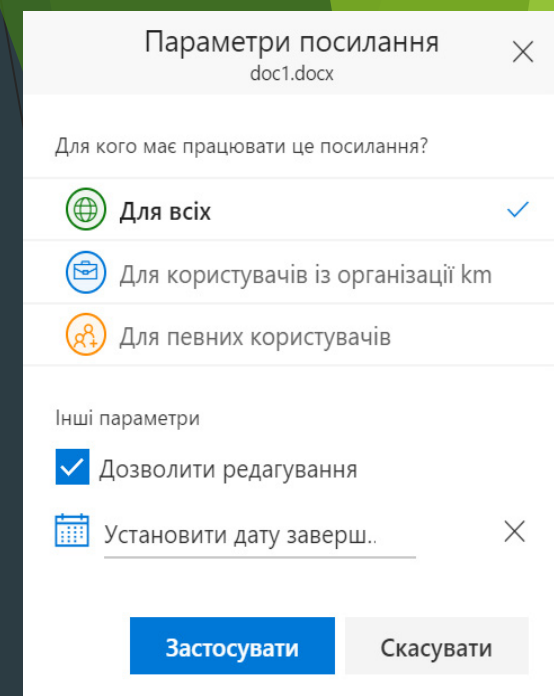 Параметри посилання
doc1.docx
Для кого має працювати це посилання?
Для всіх
Для користувачів із організації km
Для певних користувачів
Інші параметри
Дозволити редагування
Установити дату заверш..
Застосувати
Скасувати